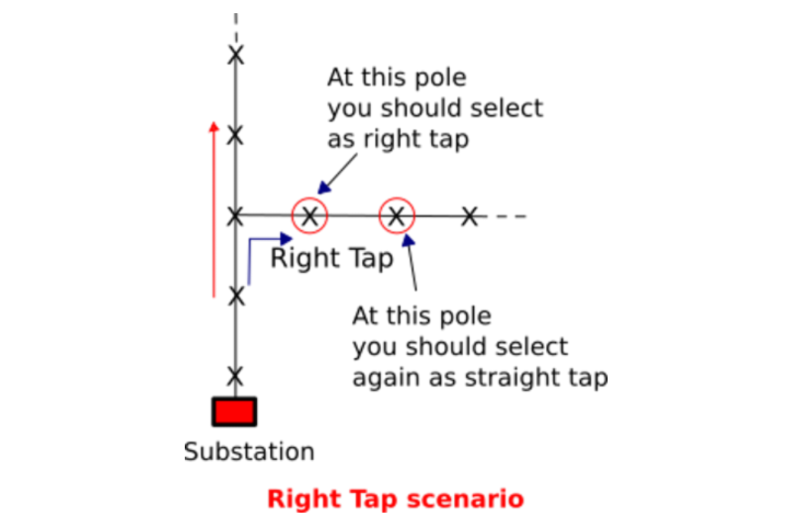 At this pole
you should select
as right tap
Right Tap
At this pole
you should select
again as straight tap
Substation
Right Tap scenario